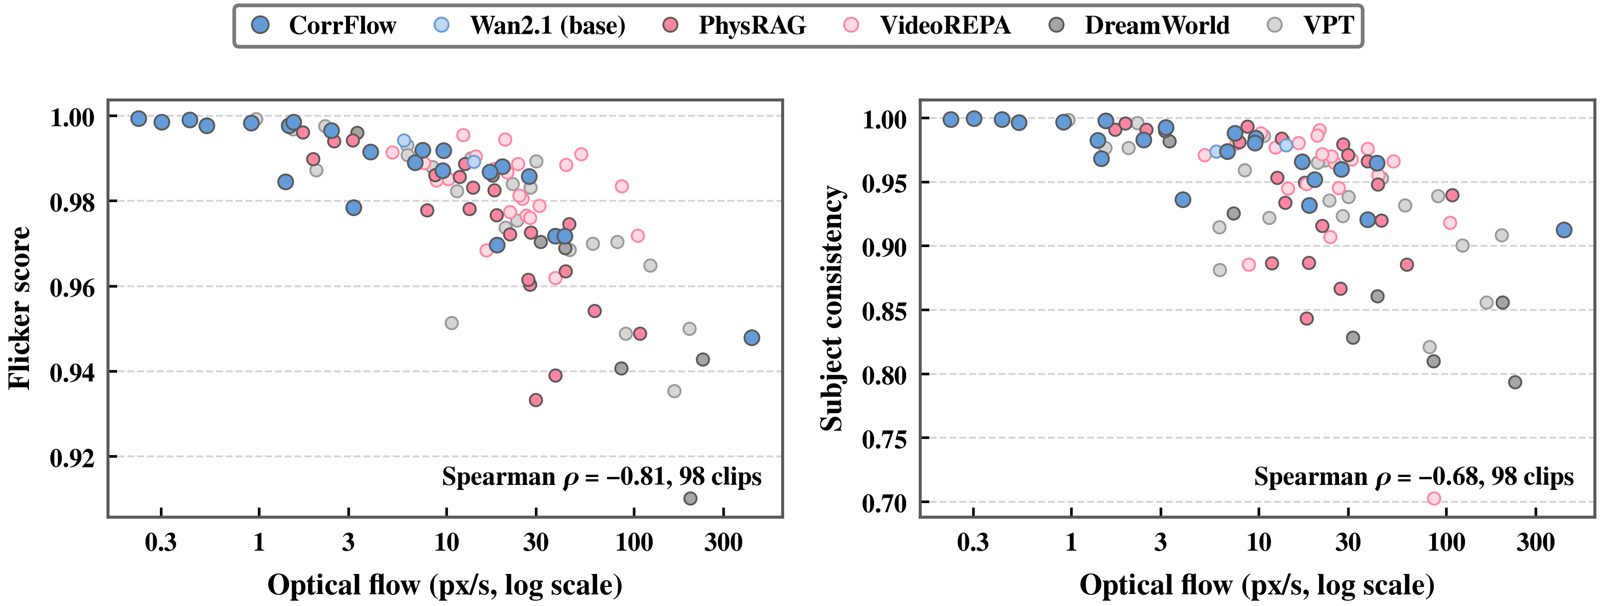 CorrFlow Wan2.1 (base) PhysRAG VideoREPA DreamWorld VPT
1.00
0.98
0.96
0.94
0.92
Flicker score
Spearman ρ = −0.81, 98 clips
0.3 1 3 10 30 100 300
Optical flow (px/s, log scale)
1.00
0.95
0.90
0.85
0.80
0.75
0.70
Subject consistency
Spearman ρ = −0.68, 98 clips
0.3 1 3 10 30 100 300
Optical flow (px/s, log scale)